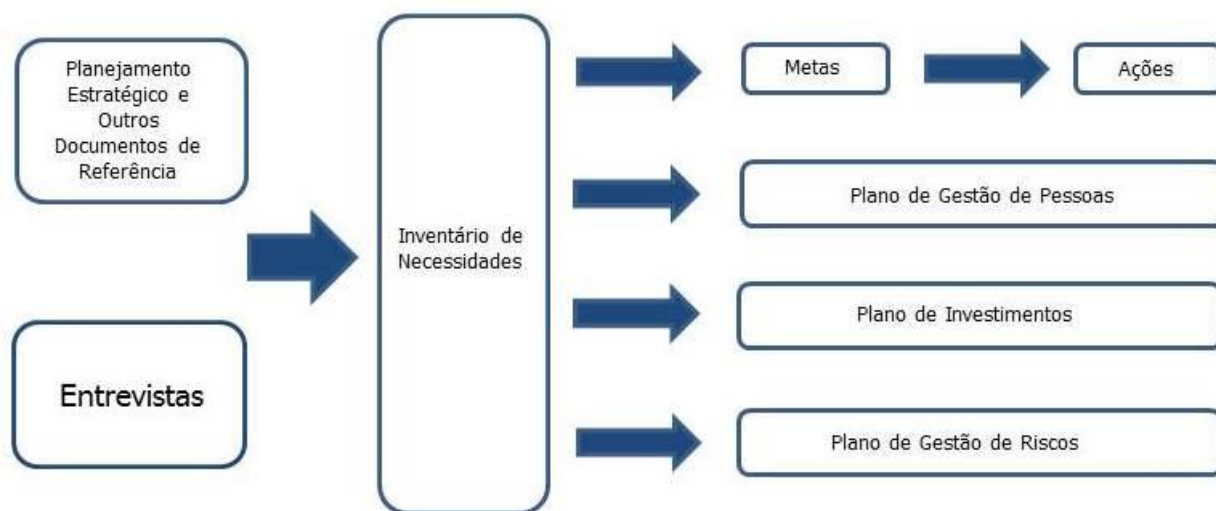 Planejamento
Estratégico e
Outros
Documentos de
Referência
Entrevistas
Inventário de
Necessidades
Metas
Ações
Plano de Gestão de Pessoas
Plano de Investimentos
Plano de Gestão de Riscos